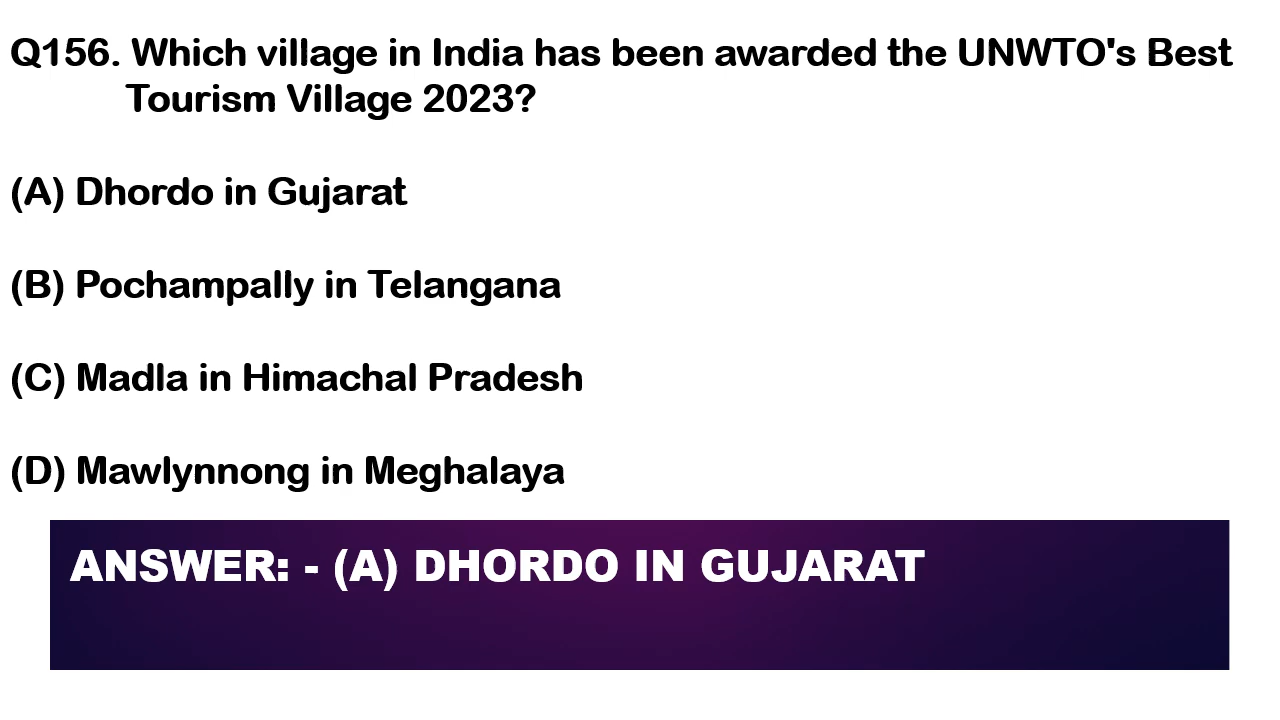 Q156. Which village in India has been awarded the UNWTO's Best
Tourism Village 2023?
(A) Dhordo in Gujarat
(B) Pochampally in Telangana
(C) Madla in Himachal Pradesh
(D) Mawlynnong in Meghalaya
ANSWER: - (A) DHORDO IN GUJARAT